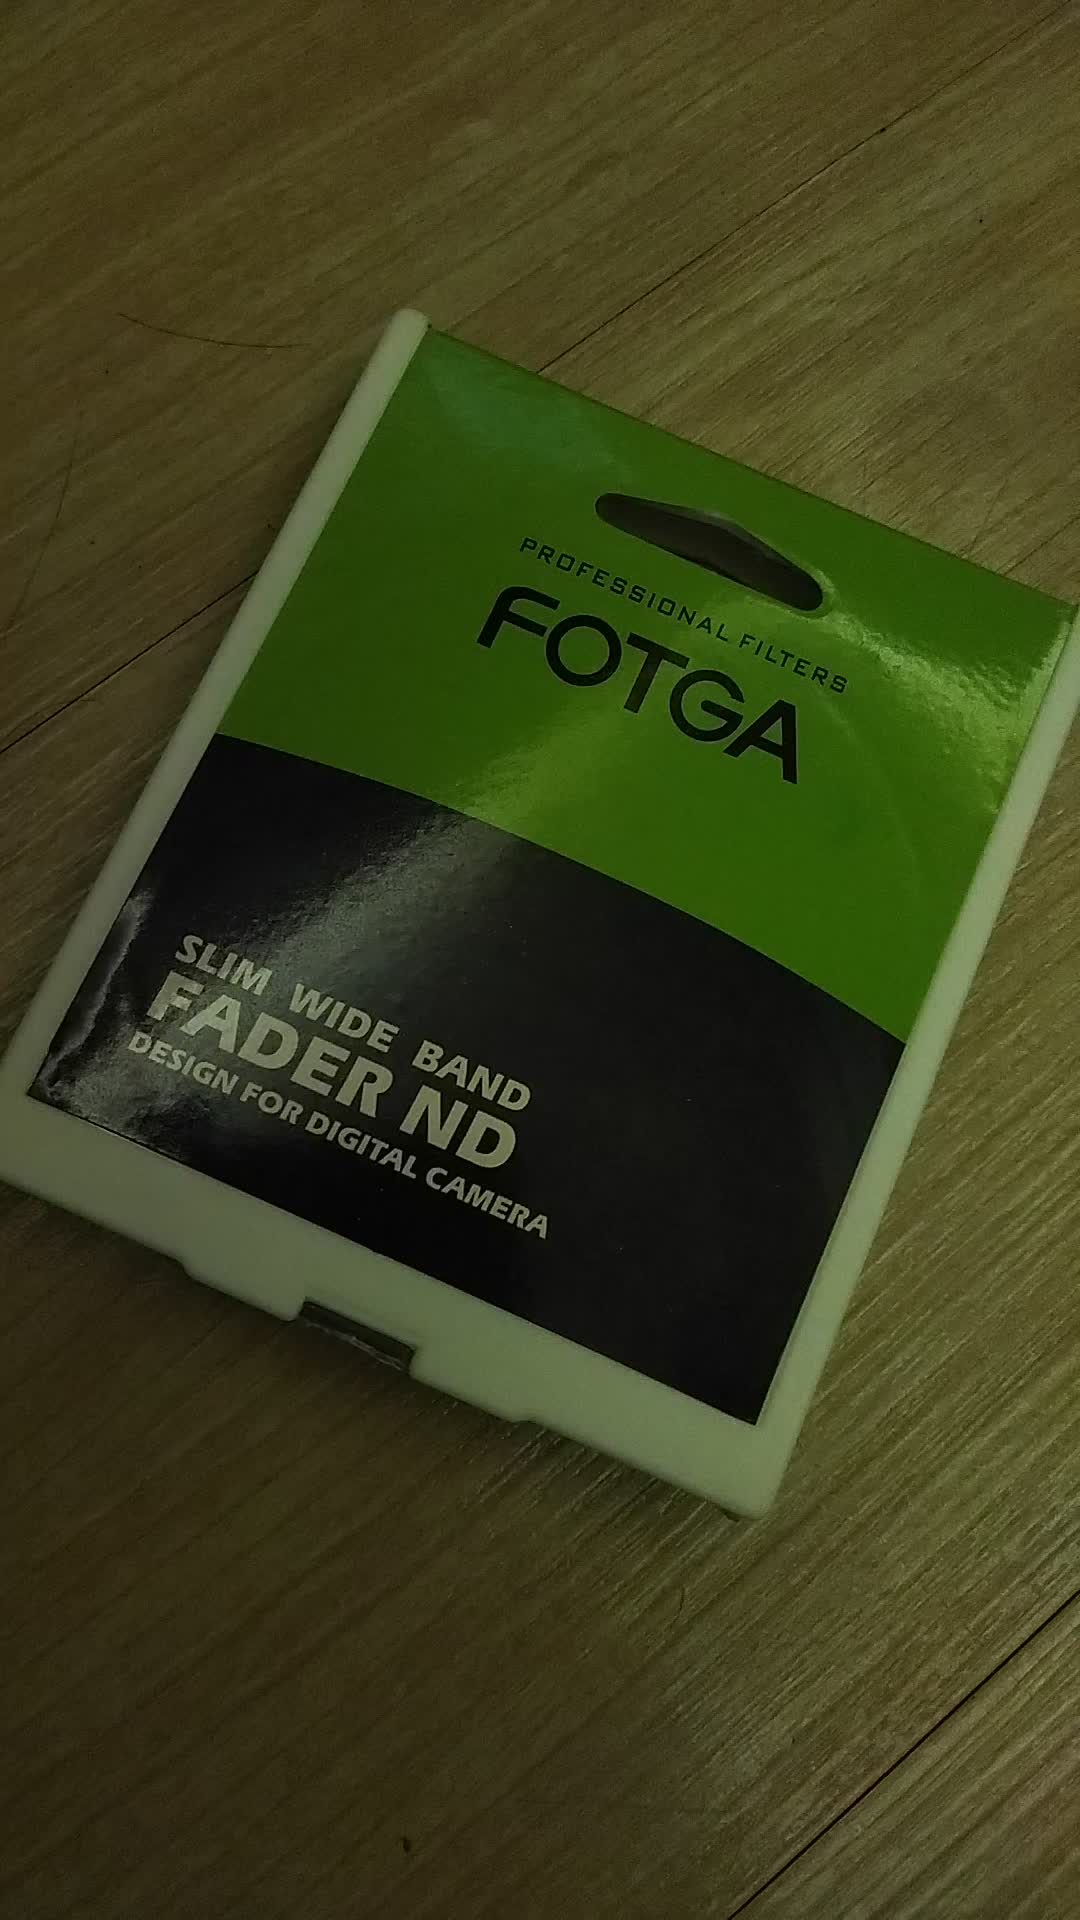 PROFESSIONAL FILTERS
FOTGA
SLIM WIDE BAND
FADER ND
DESIGN FOR DIGITAL CAMERA